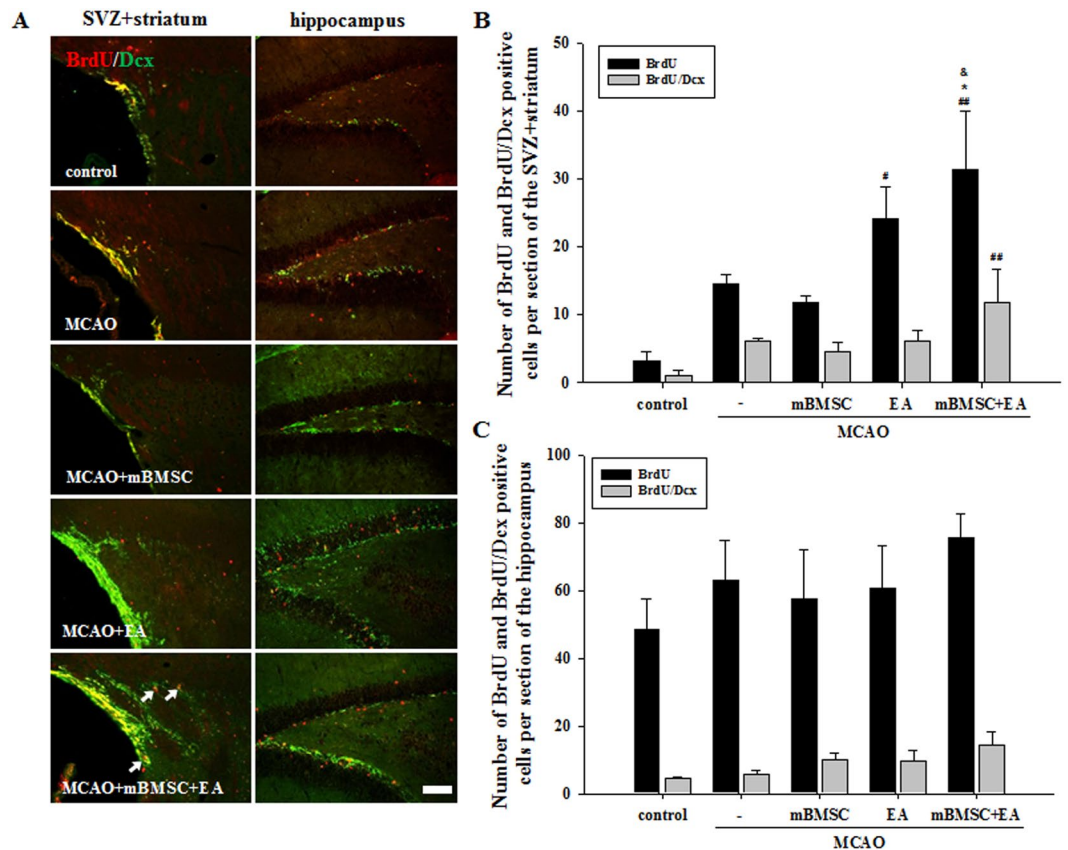 A
SVZ+striatum
hippocampus
BrdU/Dcx
control
MCAO
MCAO+mBMSC
MCAO+EA
MCAO+mBMSC+EA
B
Number of BrdU and BrdU/Dcx positive
cells per section of the SVZ+striatum
50
40
30
20
10
0
BrdU
BrdU/Dcx
#
&
*
##
##
control
-
mBMSC
EA
mBMSC+EA
MCAO
C
Number of BrdU and BrdU/Dcx positive
cells per section of the hippocampus
100
80
60
40
20
0
BrdU
BrdU/Dcx
control
-
mBMSC
EA
mBMSC+EA
MCAO